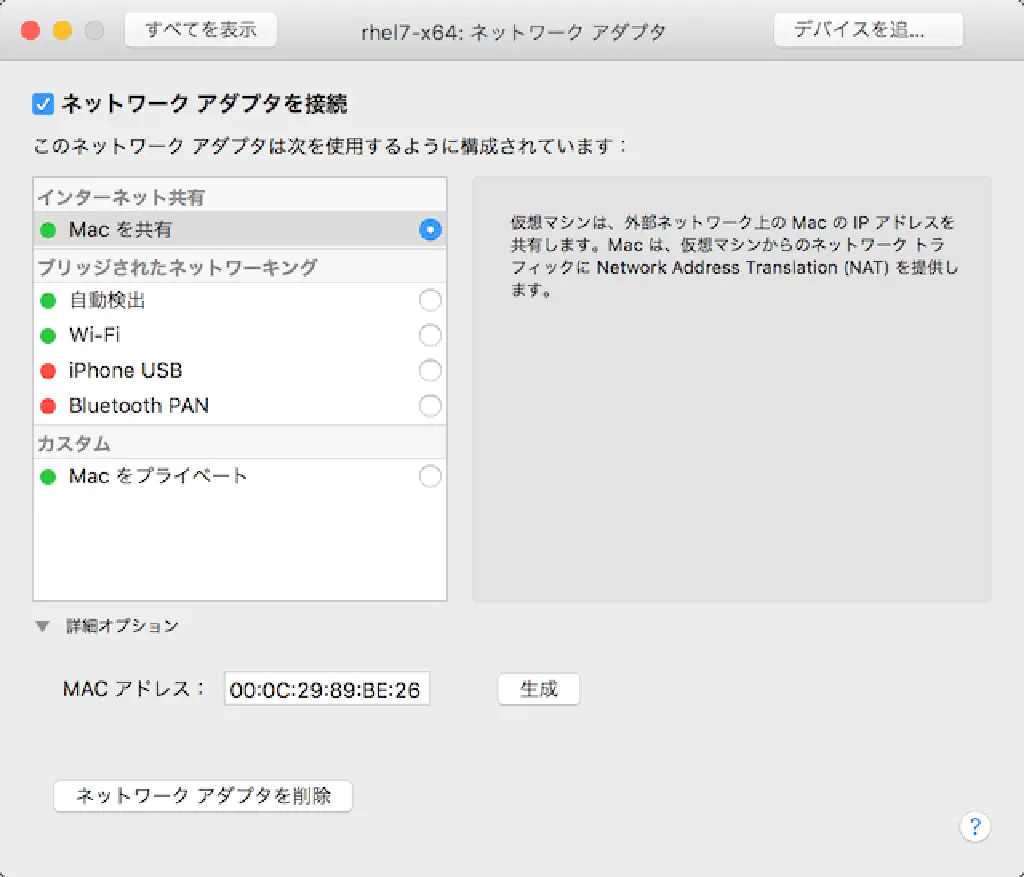 すべてを表示
rhel7-x64: ネットワーク アダプタ
デバイスを追...
ネットワーク アダプタを接続
このネットワーク アダプタは次を使用するように構成されています：
インターネット共有
Mac を共有
ブリッジされたネットワーキング
自動検出
Wi-Fi
iPhone USB
Bluetooth PAN
カスタム
Mac をプライベート
仮想マシンは、外部ネットワーク上の Mac の IP アドレスを
共有します。Mac は、仮想マシンからのネットワーク トラ
フィックに Network Address Translation (NAT) を提供し
ます。
詳細オプション
MAC アドレス：
00:0C:29:89:BE:26
生成
ネットワーク アダプタを削除
?